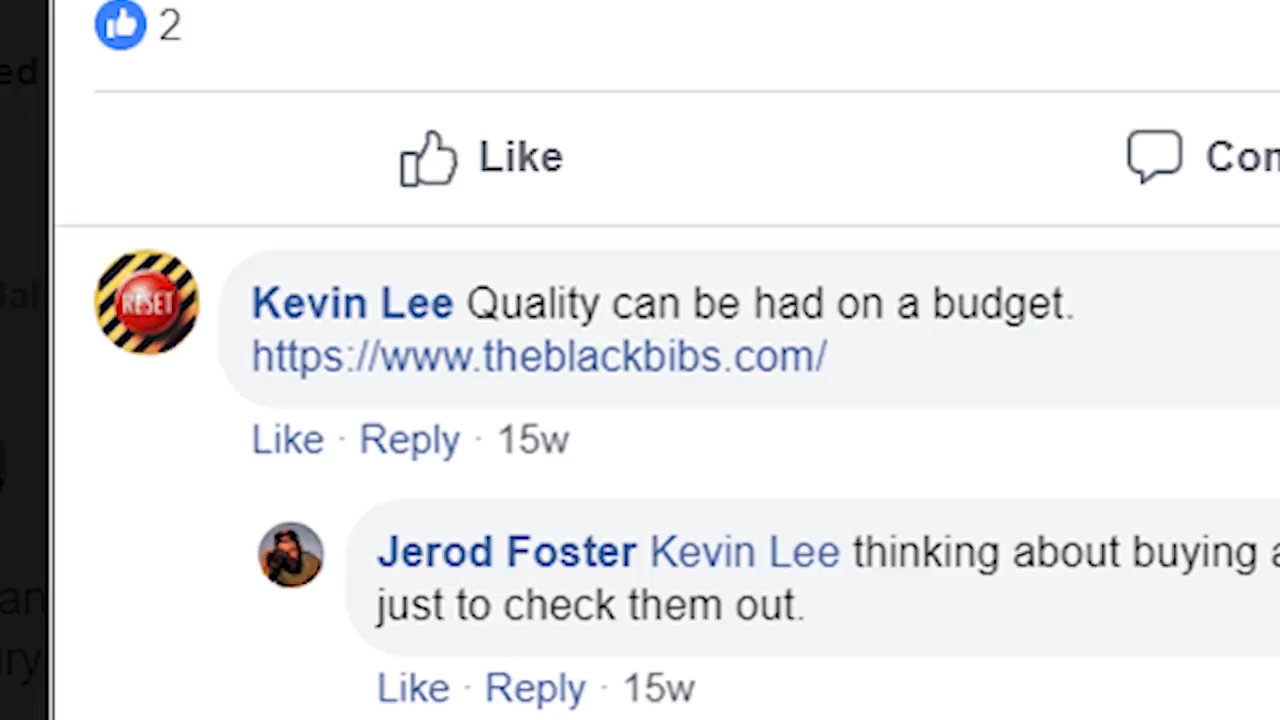 2
Like
Kevin Lee Quality can be had on a budget.
https://www.theblackbibs.com/
RESET
Like · Reply · 15w
Jerod Foster Kevin Lee thinking about buying a
just to check them out.
Like · Reply · 15w